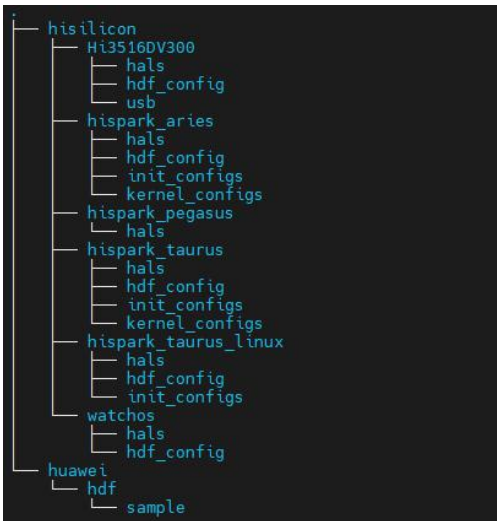 .
├── hisilicon
│   ├── Hi3516DV300
│   │   ├── hals
│   │   ├── hdf_config
│   │   └── usb
│   ├── hispark_aries
│   │   ├── hals
│   │   ├── hdf_config
│   │   ├── init_configs
│   │   └── kernel_configs
│   ├── hispark_pegasus
│   │   └── hals
│   ├── hispark_taurus
│   │   ├── hals
│   │   ├── hdf_config
│   │   ├── init_configs
│   │   └── kernel_configs
│   ├── hispark_taurus_linux
│   │   ├── hals
│   │   ├── hdf_config
│   │   └── init_configs
│   └── watchos
│       ├── hals
│       └── hdf_config
└── huawei
    └── hdf
        └── sample